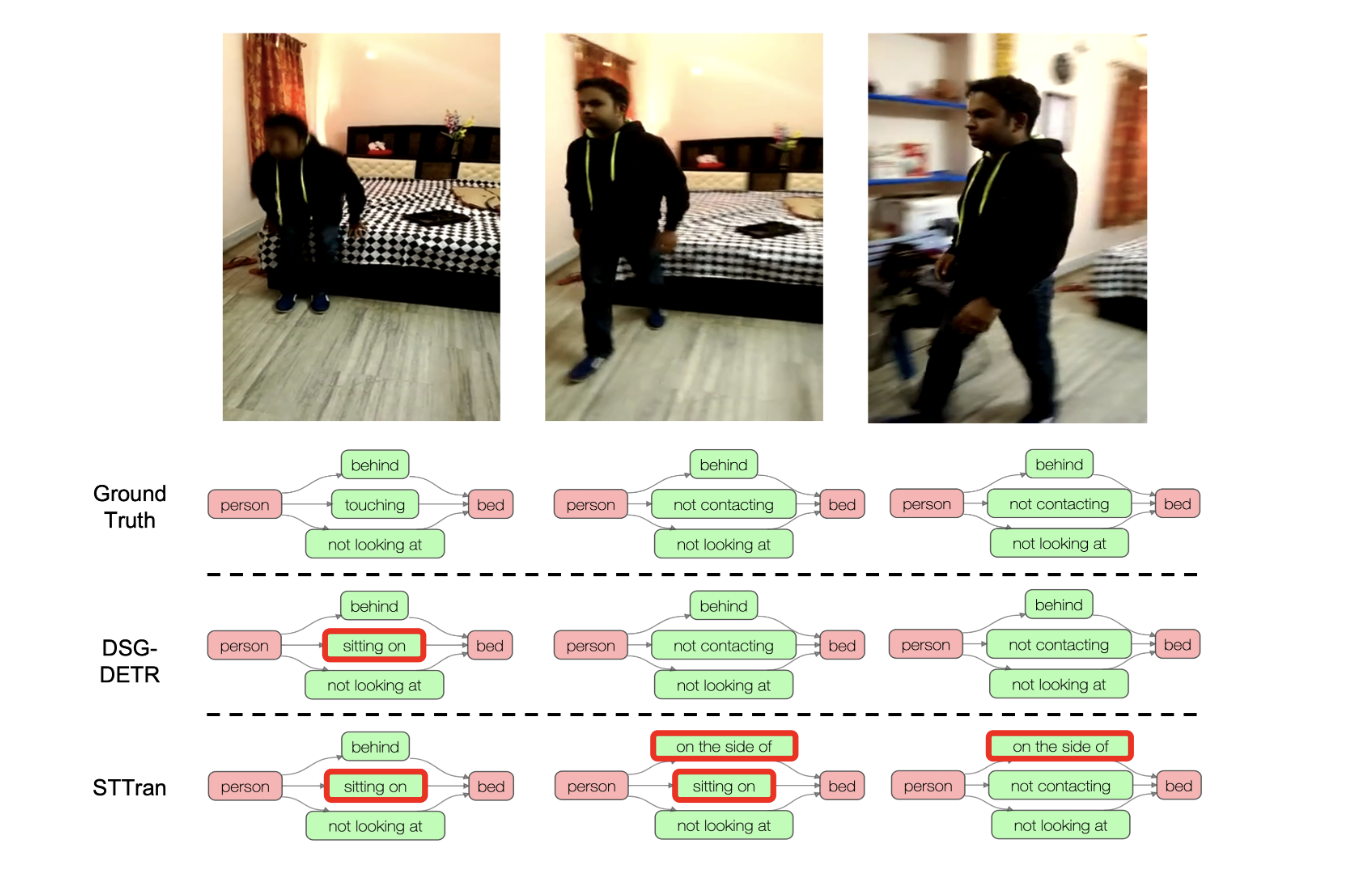 Ground
Truth
behind
person
touching
bed
not looking at
behind
person
not contacting
bed
not looking at
behind
person
not contacting
bed
not looking at
DSG-
DETR
behind
person
sitting on
bed
not looking at
behind
person
not contacting
bed
not looking at
behind
person
not contacting
bed
not looking at
STTran
behind
person
sitting on
bed
not looking at
on the side of
person
sitting on
bed
not looking at
on the side of
person
not contacting
bed
not looking at